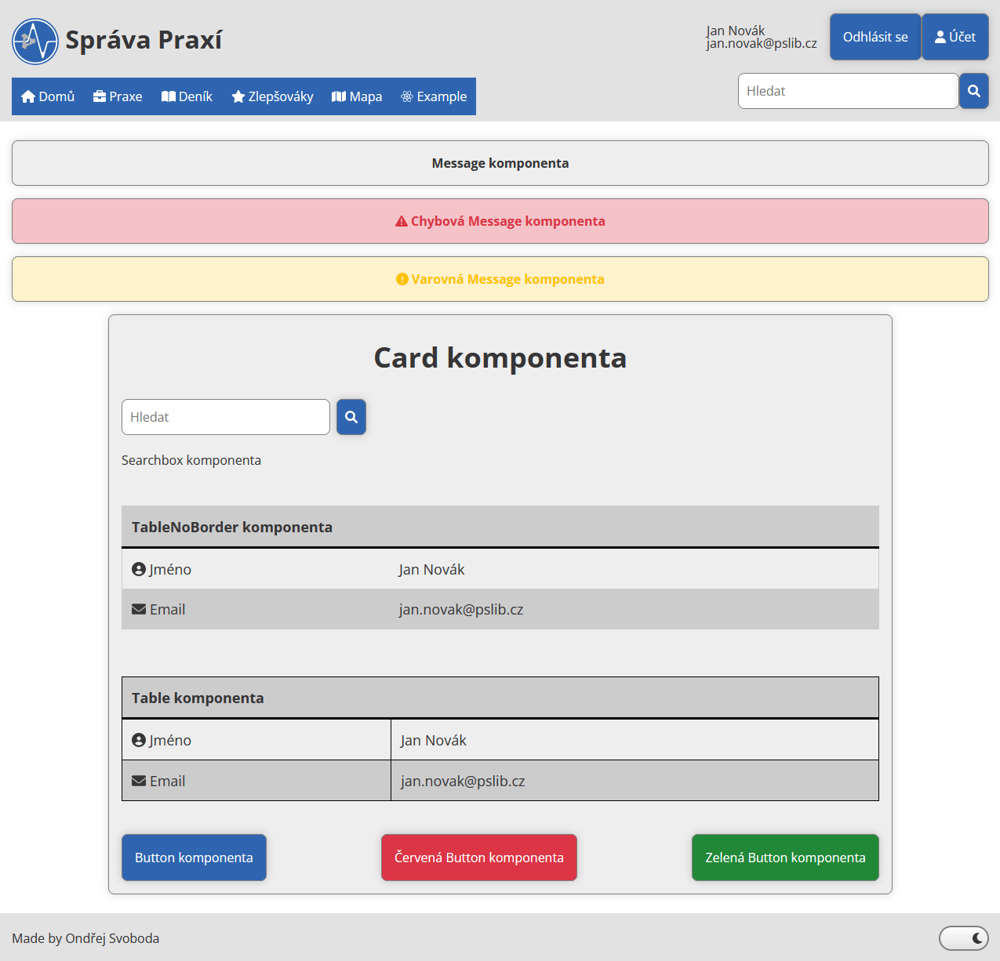 Správa Praxí
Jan Novák
jan.novak@pslib.cz
Odhlásit se
Účet
Domů Praxe Deník Zlepšováky Mapa Example
Hledat
Message komponenta
Chybová Message komponenta
Varovná Message komponenta
Card komponenta
Hledat
Searchbox komponenta
TableNoBorder komponenta
Jméno Jan Novák
Email jan.novak@pslib.cz
Table komponenta
Jméno Jan Novák
Email jan.novak@pslib.cz
Button komponenta Červená Button komponenta Zelená Button komponenta
Made by Ondřej Svoboda